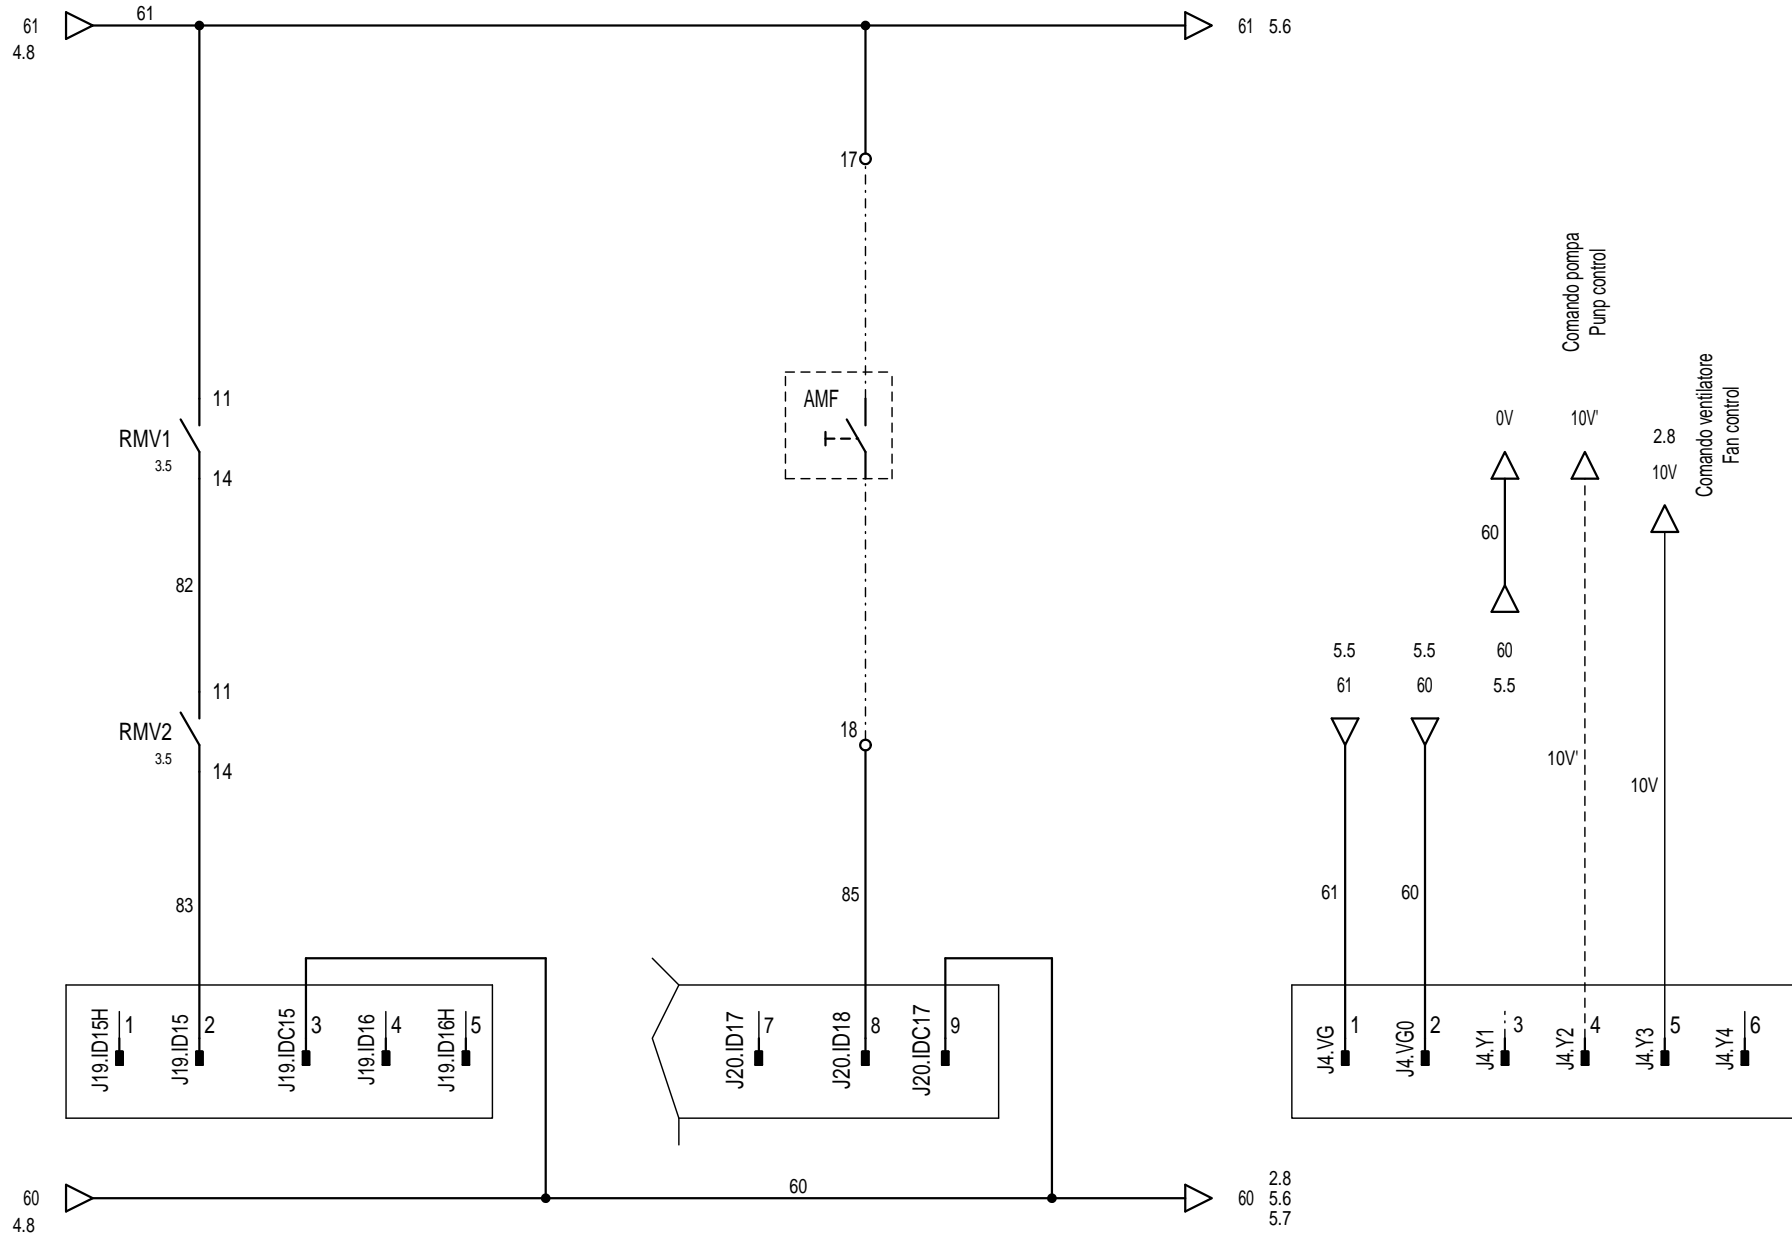 61
61
4.8
61 5.6
17
11
RMV1
3.5
14
82
11
RMV2
3.5
14
83
AMF
18
85
Comando pompa
Punp control
Comando ventilatore
Fan control
0V
10V'
2.8
10V
60
60
5.5
5.5
61
5.5
60
10V'
10V
61
60
J19.ID15H 1
J19.ID15 2
J19.IDC15 3
J19.ID16 4
J19.ID16H 5
J20.ID17 7
J20.ID18 8
J20.IDC17 9
J4.VG 1
J4.VG0 2
J4.Y1 3
J4.Y2 4
J4.Y3 5
J4.Y4 6
60
4.8
60
60
2.8
5.6
5.7